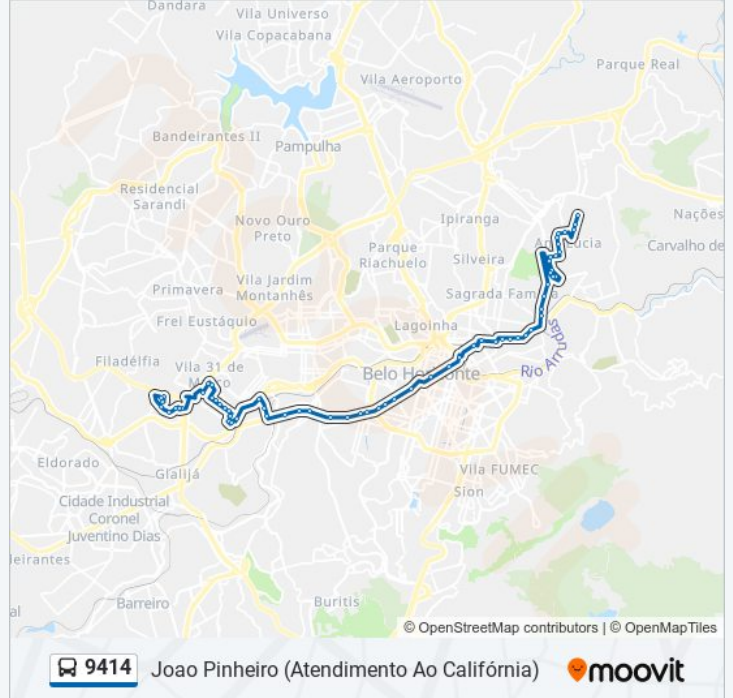 Dandara
Vila Universo
Vila Copacabana
Parque Real
Vila Aeroporto
Bandeirantes II
Pampulha
Residencial
Sarandi
Nações
Novo Ouro
Preto
Ipiranga
Parque
Riachuelo
Carvalho de
Silveira
Vila Jardim
Montanhês
Primavera
Sagrada Família
Frei Eustáquio
Lagoinha
Rio Arrudas
Filadélfia
Vila 31 de
Belo Horizonte
Eldorado
Glalijá
Vila FUMEC
Sion
Cidade Industrial
Coronel
Juventino Dias
leirantes
al
Barreiro
Buritis
© OpenStreetMap contributors | © OpenMapTiles
9414 Joao Pinheiro (Atendimento Ao Califórnia) moovit